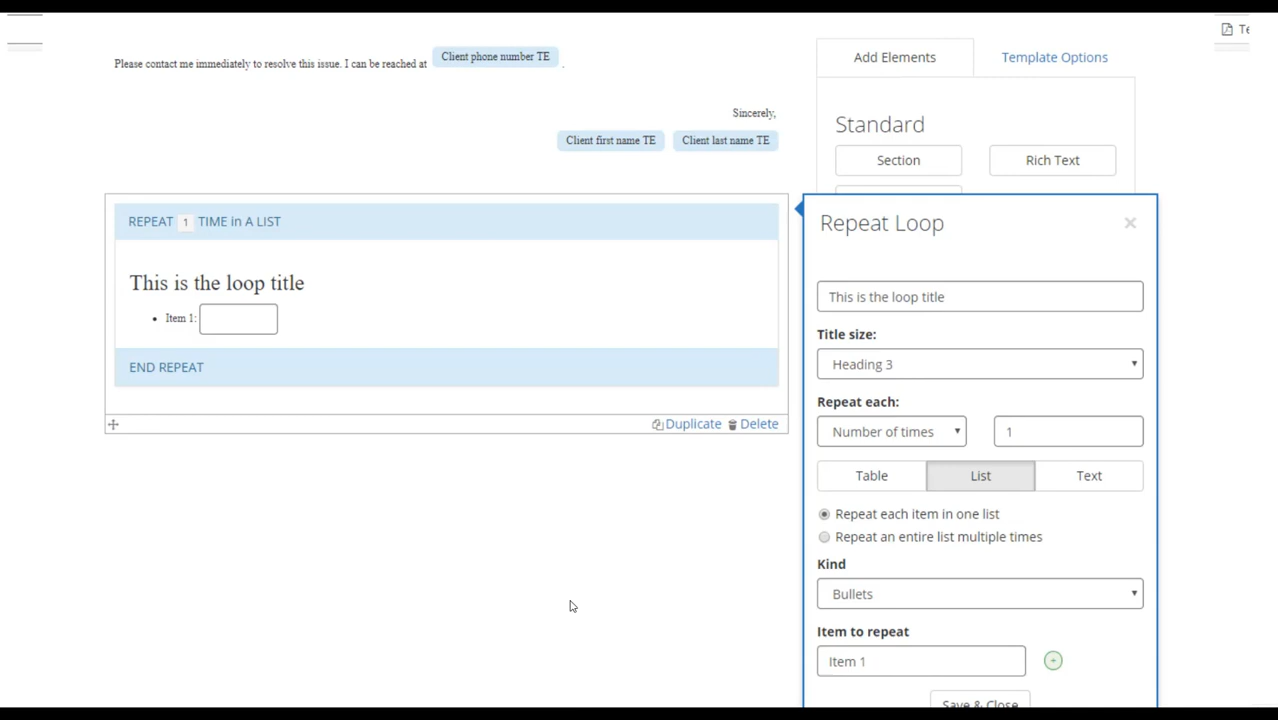 Te
Please contact me immediately to resolve this issue. I can be reached at Client phone number TE .
Sincerely,
Client first name TE Client last name TE
REPEAT 1 TIME in A LIST
This is the loop title
• Item 1:
END REPEAT
Duplicate Delete
Add Elements Template Options
Standard
Section Rich Text
Repeat Loop ×
This is the loop title
Title size:
Heading 3
Repeat each:
Number of times 1
Table List Text
Repeat each item in one list
Repeat an entire list multiple times
Kind
Bullets
Item to repeat
Item 1
Save & Close